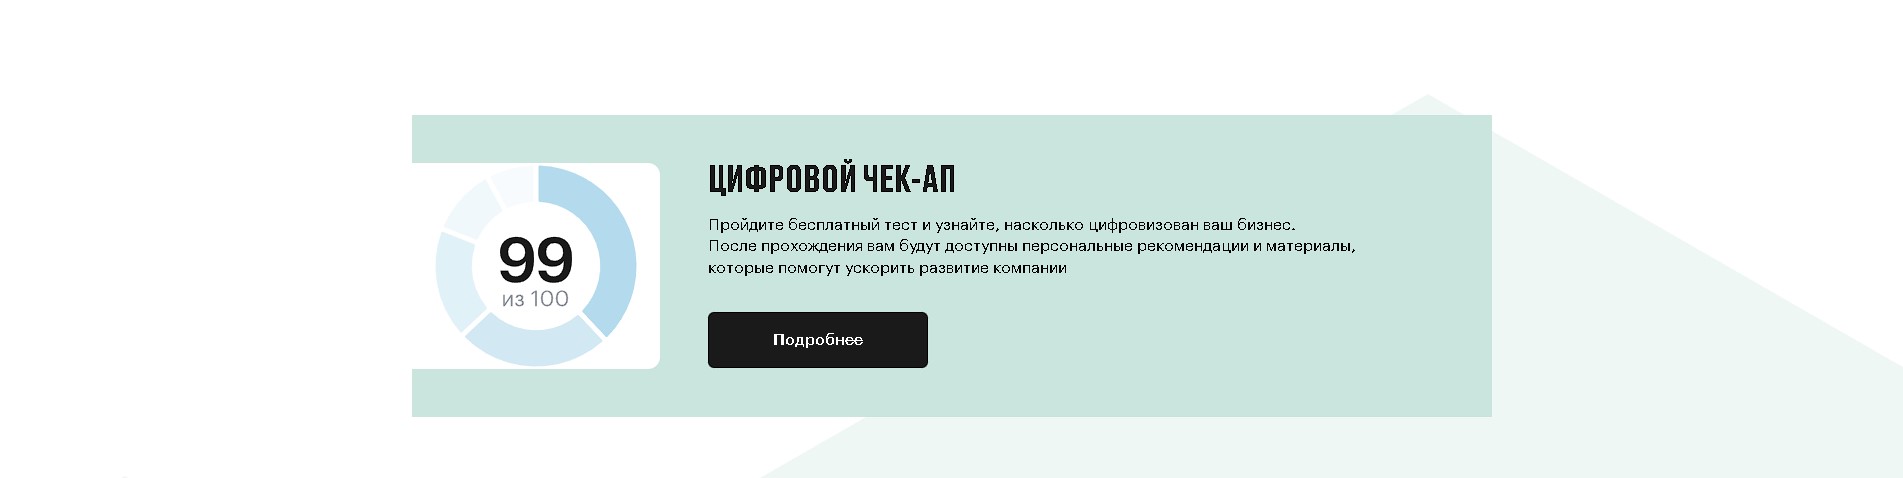 99
из 100
ЦИФРОВОЙ ЧЕК-АП
Пройдите бесплатный тест и узнайте, насколько цифровизован ваш бизнес.
После прохождения вам будут доступны персональные рекомендации и материалы,
которые помогут ускорить развитие компании
Подробнее